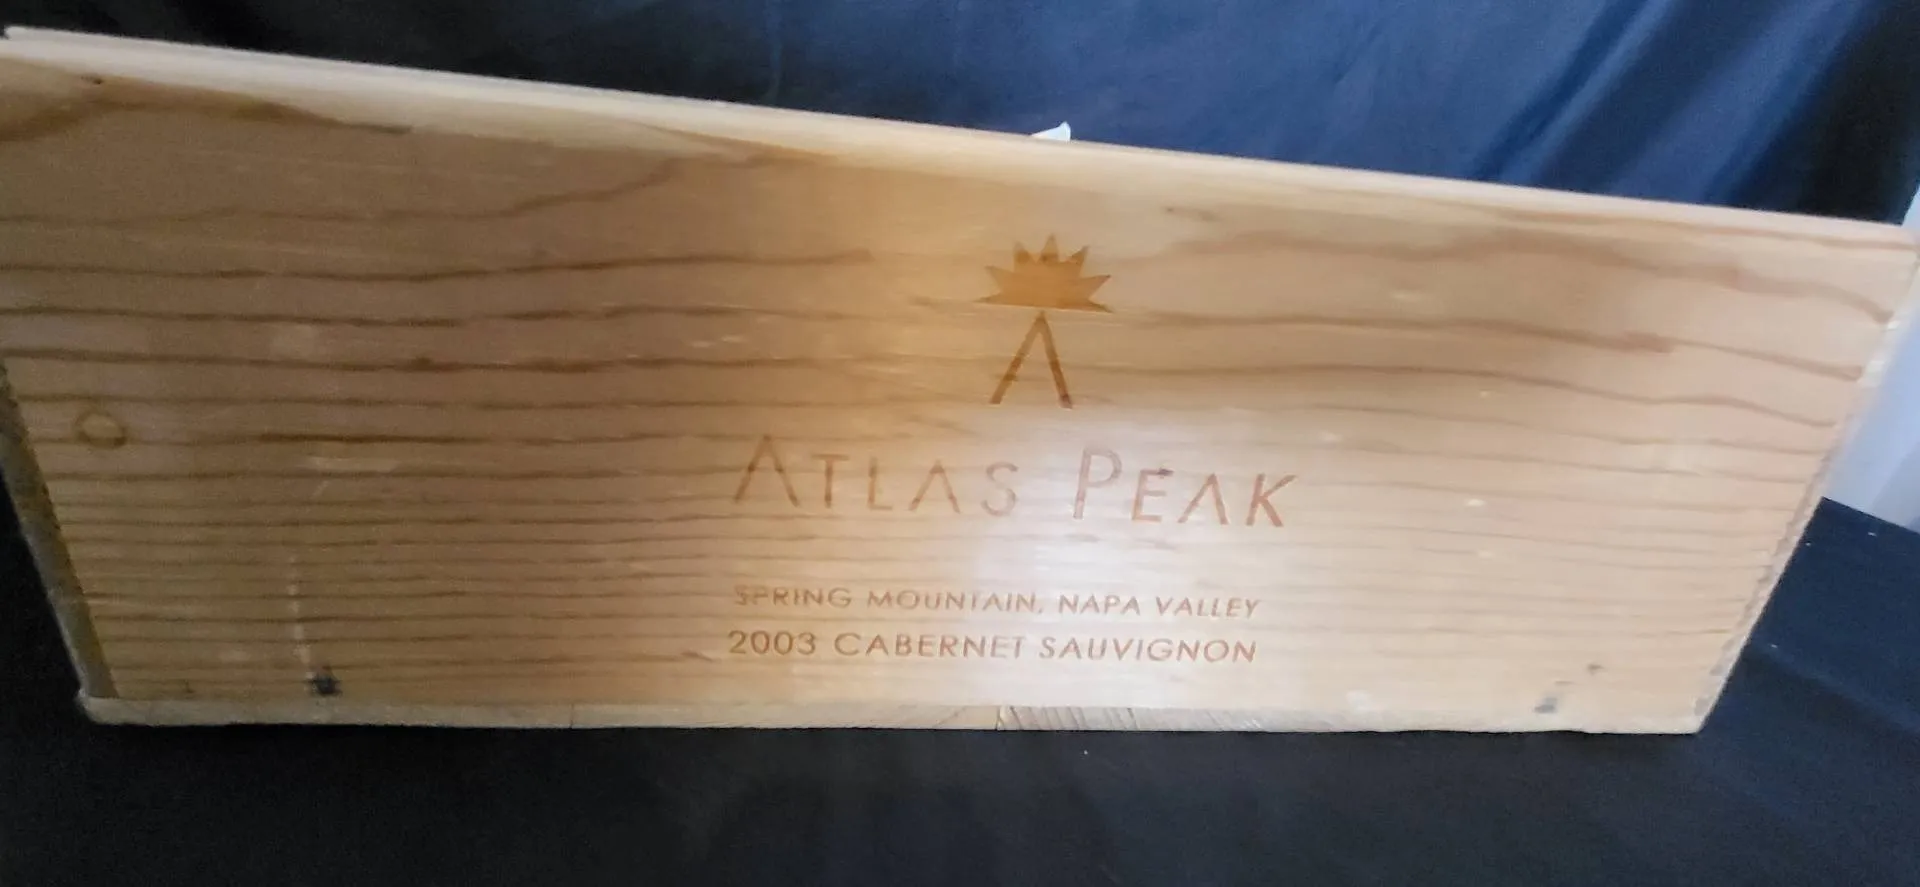 ATLAS PEAK
SPRING MOUNTAIN, NAPA VALLEY
2003 CABERNET SAUVIGNON